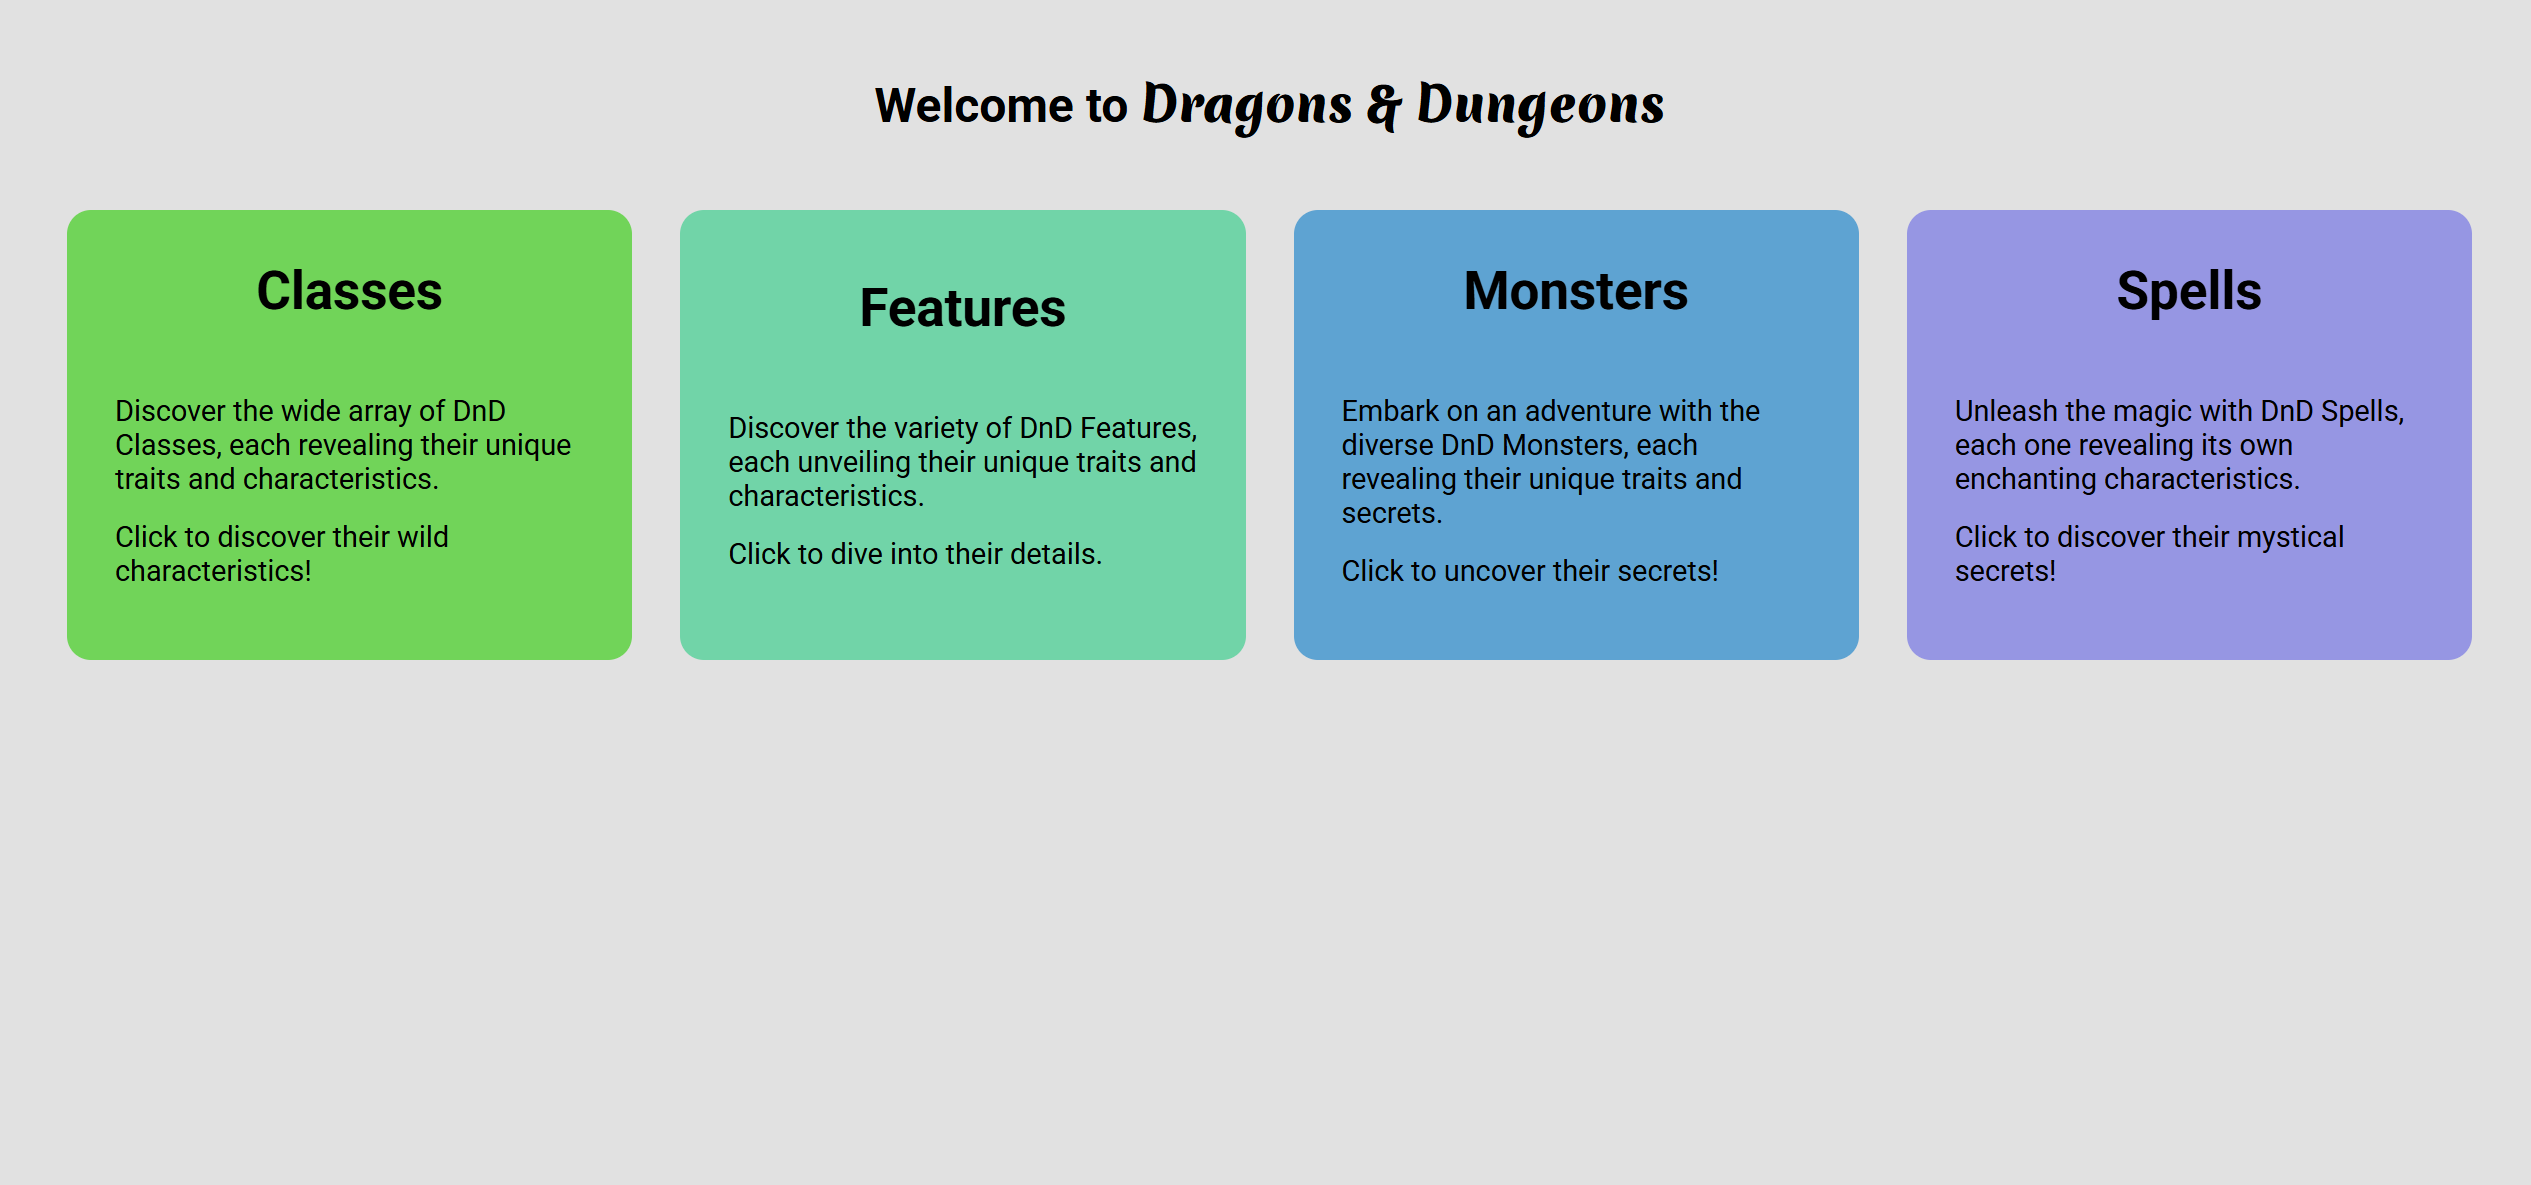 Welcome to Dragons & Dungeons
Classes
Discover the wide array of DnD
Classes, each revealing their unique
traits and characteristics.
Click to discover their wild
characteristics!
Features
Discover the variety of DnD Features,
each unveiling their unique traits and
characteristics.
Click to dive into their details.
Monsters
Embark on an adventure with the
diverse DnD Monsters, each
revealing their unique traits and
secrets.
Click to uncover their secrets!
Spells
Unleash the magic with DnD Spells,
each one revealing its own
enchanting characteristics.
Click to discover their mystical
secrets!